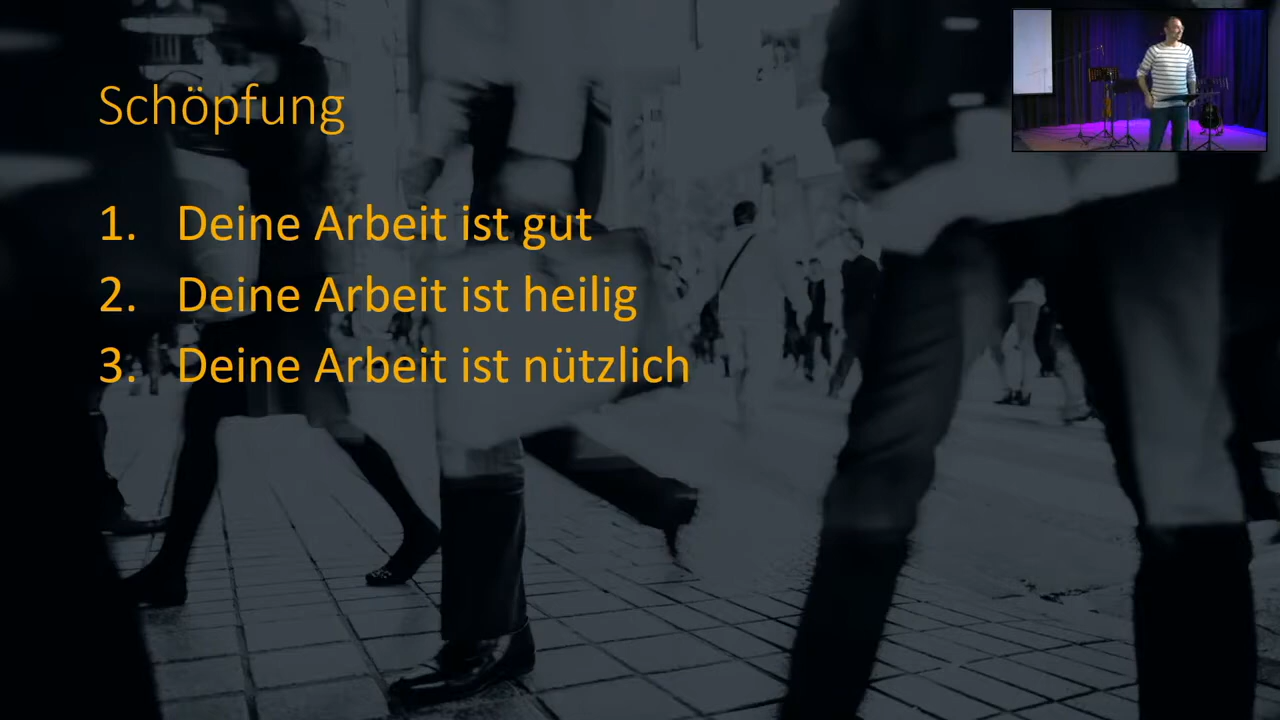 Schöpfung
1. Deine Arbeit ist gut
2. Deine Arbeit ist heilig
3. Deine Arbeit ist nützlich